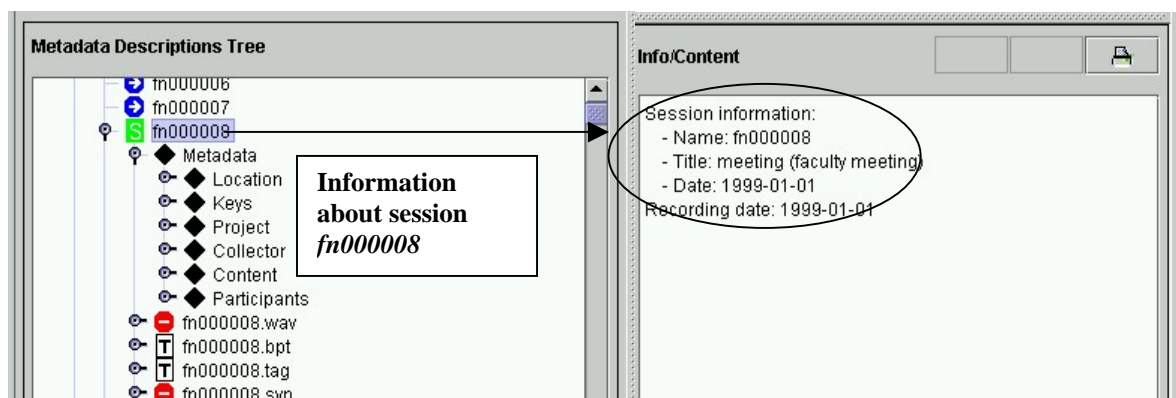 Metadata Descriptions Tree
fn000006
fn000007
S fn000008
Metadata
Location
Keys
Project
Collector
Content
Participants
fn000008.wav
T fn000008.bpt
T fn000008.tag
fn000008.syn
Information
about session
fn000008
Info/Content
Session information:
- Name: fn000008
- Title: meeting (faculty meeting)
- Date: 1999-01-01
Recording date: 1999-01-01